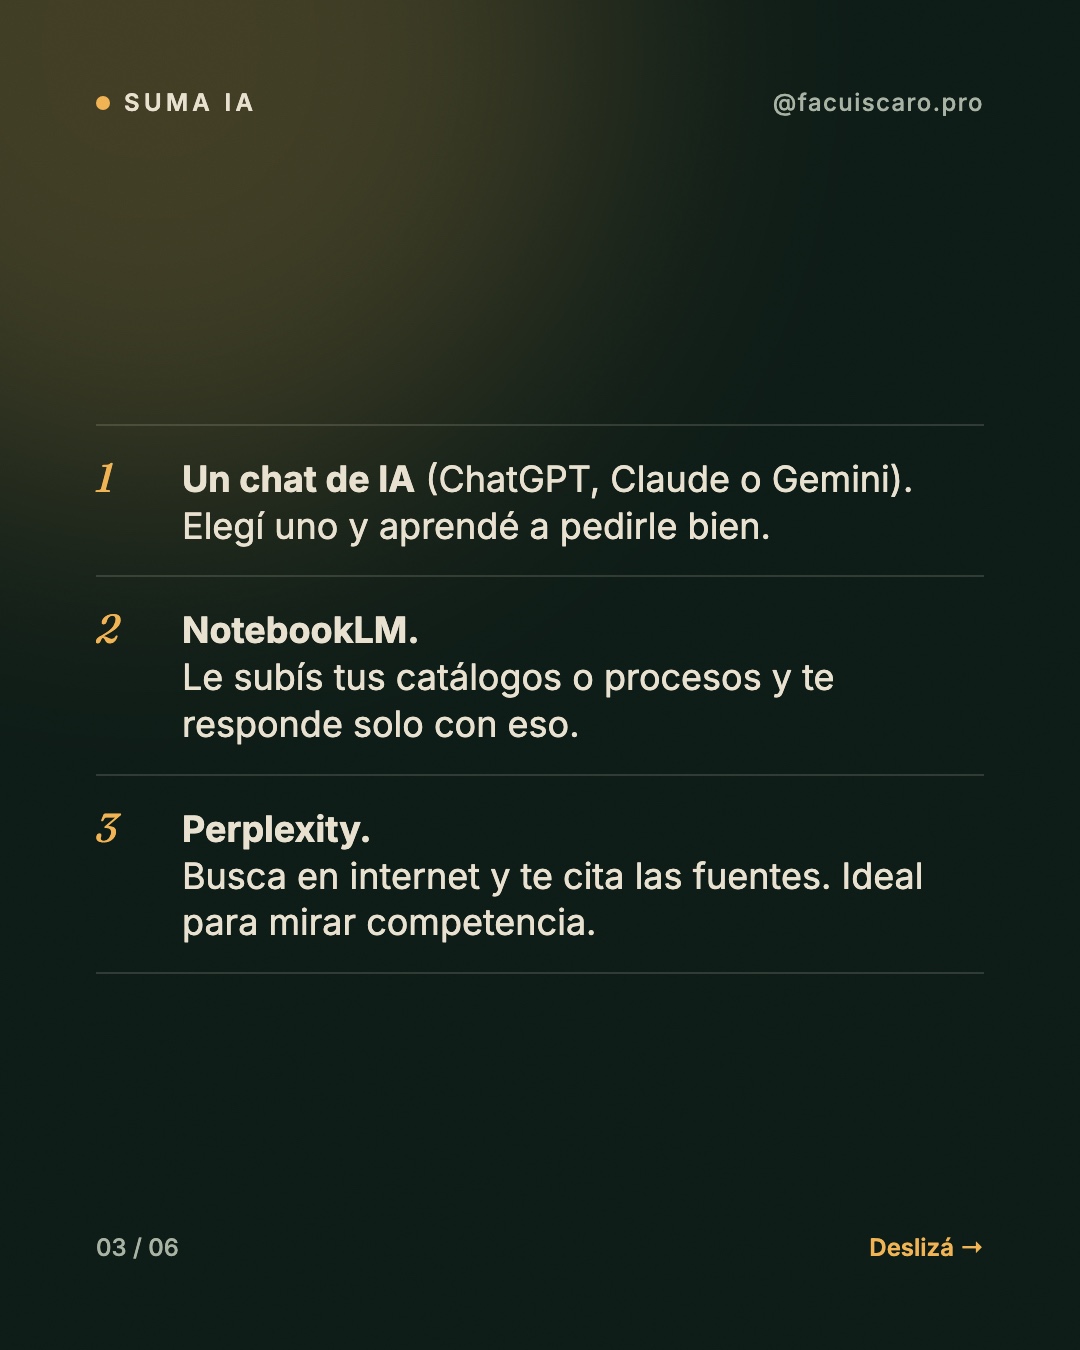 SUMA IA
@facuiscaro.pro
1
Un chat de IA (ChatGPT, Claude o Gemini).
Elegí uno y aprendé a pedirle bien.
2
NotebookLM.
Le subís tus catálogos o procesos y te
responde solo con eso.
3
Perplexity.
Busca en internet y te cita las fuentes. Ideal
para mirar competencia.
03 / 06
Deslizá →